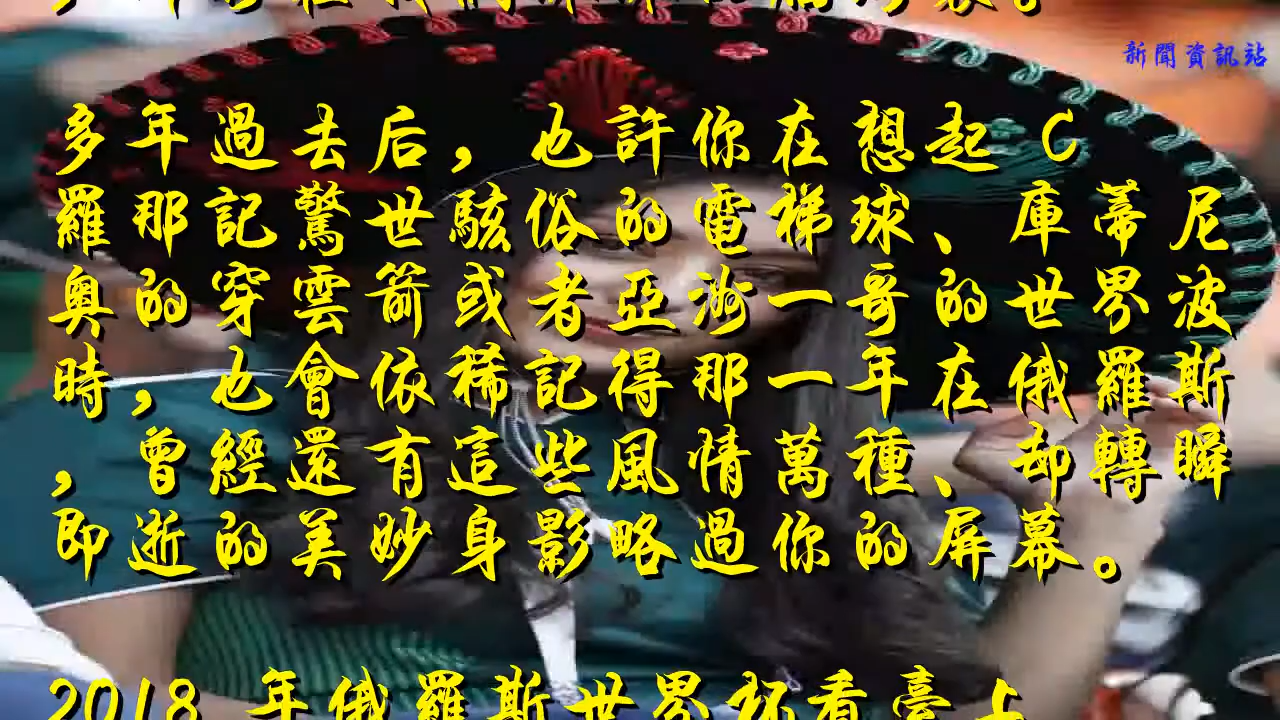 新聞資訊站
多年過去后，也許你在想起 C
羅那記驚世駭俗的電梯球、庫蒂尼
奧的穿雲箭或者亞洲一哥的世界波
時，也會依稀記得那一年在俄羅斯
，曾經還有這些風情萬種、却轉瞬
即逝的美妙身影略過你的屏幕。
2018 年俄羅斯世界杯看臺上